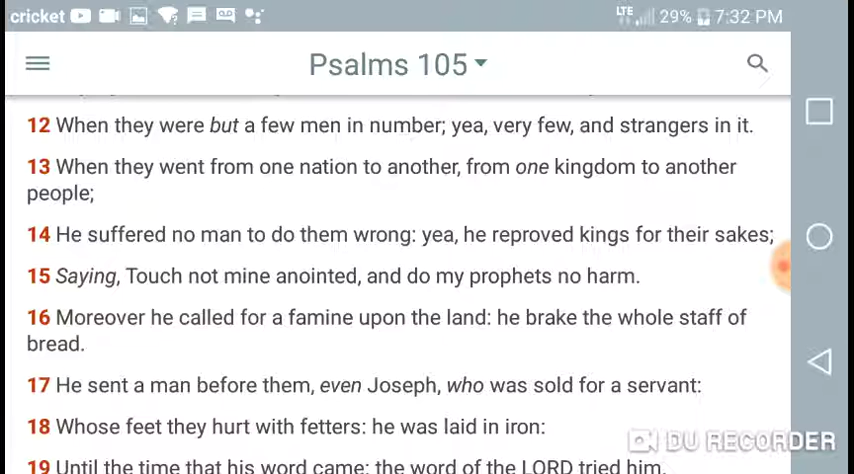 cricket LTE 29% 7:32 PM
Psalms 105
12 When they were but a few men in number; yea, very few, and strangers in it.
13 When they went from one nation to another, from one kingdom to another
people;
14 He suffered no man to do them wrong: yea, he reproved kings for their sakes;
15 Saying, Touch not mine anointed, and do my prophets no harm.
16 Moreover he called for a famine upon the land: he brake the whole staff of
bread.
17 He sent a man before them, even Joseph, who was sold for a servant:
18 Whose feet they hurt with fetters: he was laid in iron:
DU RECORDER
19 Until the time that his word came: the word of the LORD tried him.